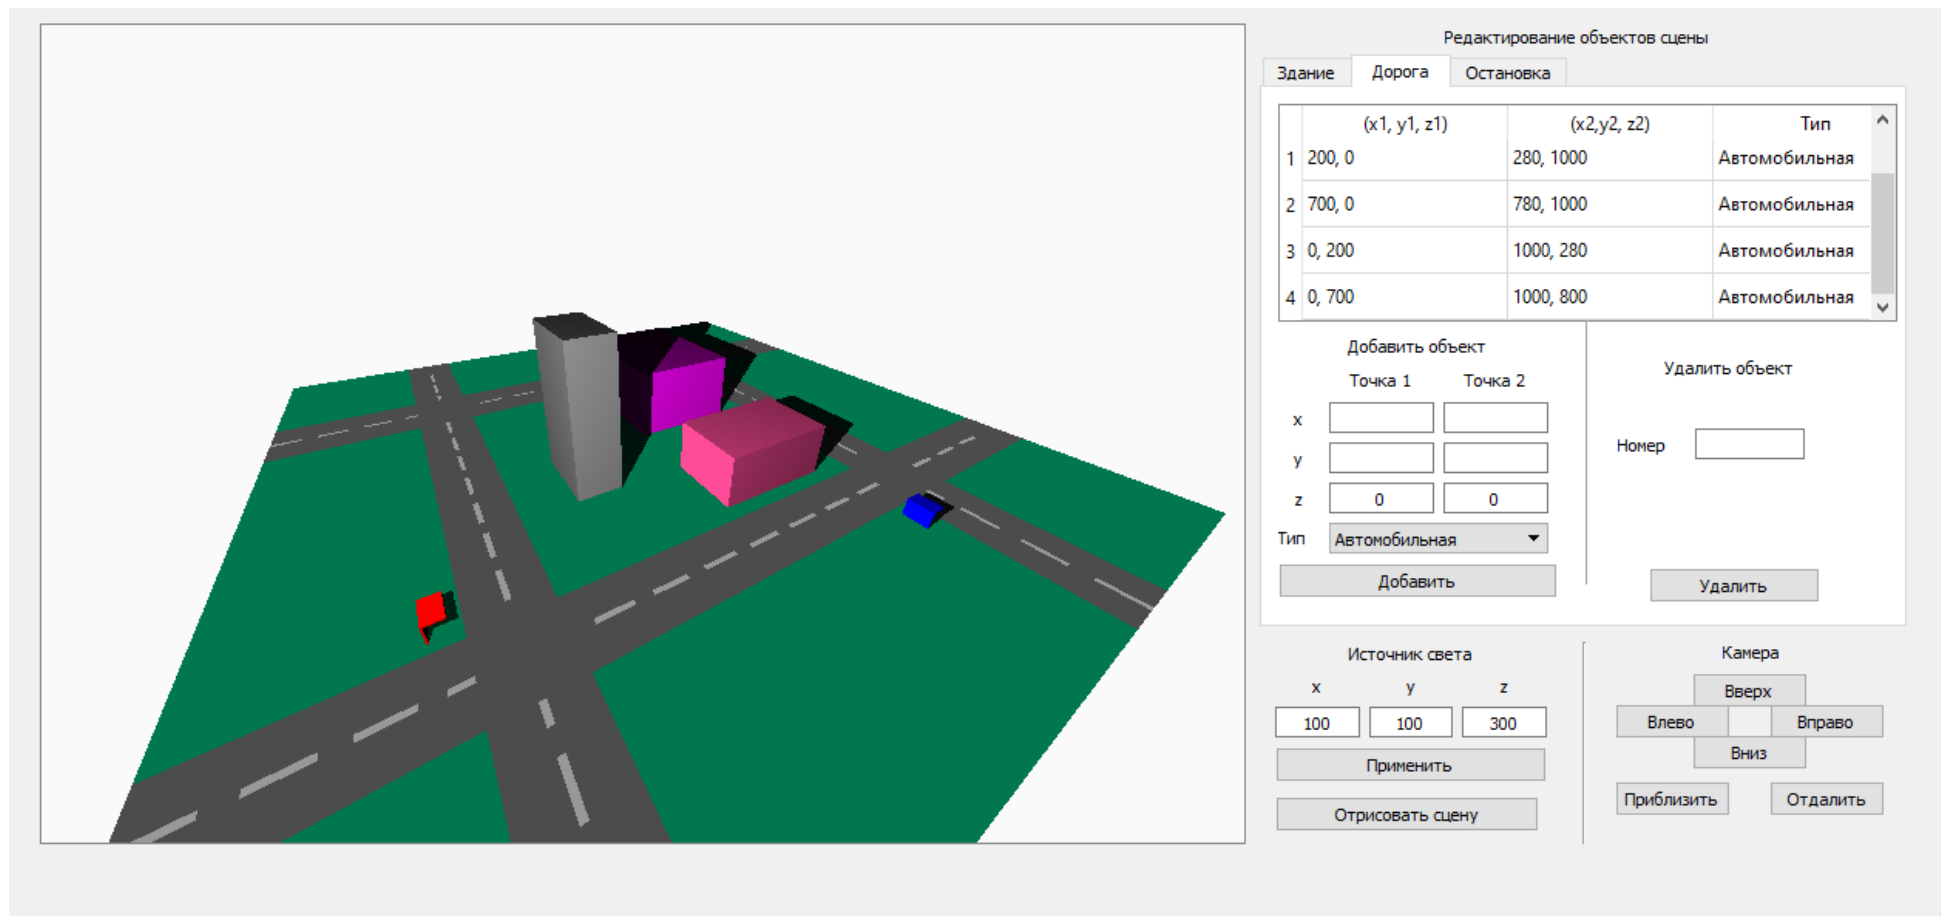 Редактирование объектов сцены
Здание Дорога Остановка
(x1, y1, z1) (x2,y2, z2) Тип
1 200, 0 280, 1000 Автомобильная
2 700, 0 780, 1000 Автомобильная
3 0, 200 1000, 280 Автомобильная
4 0, 700 1000, 800 Автомобильная
Добавить объект
Точка 1 Точка 2
x
y
z 0 0
Тип Автомобильная
Добавить
Удалить объект
Номер
Удалить
Источник света
x y z
100 100 300
Применить
Отрисовать сцену
Камера
Вверх
Влево Вправо
Вниз
Приблизить Отдалить